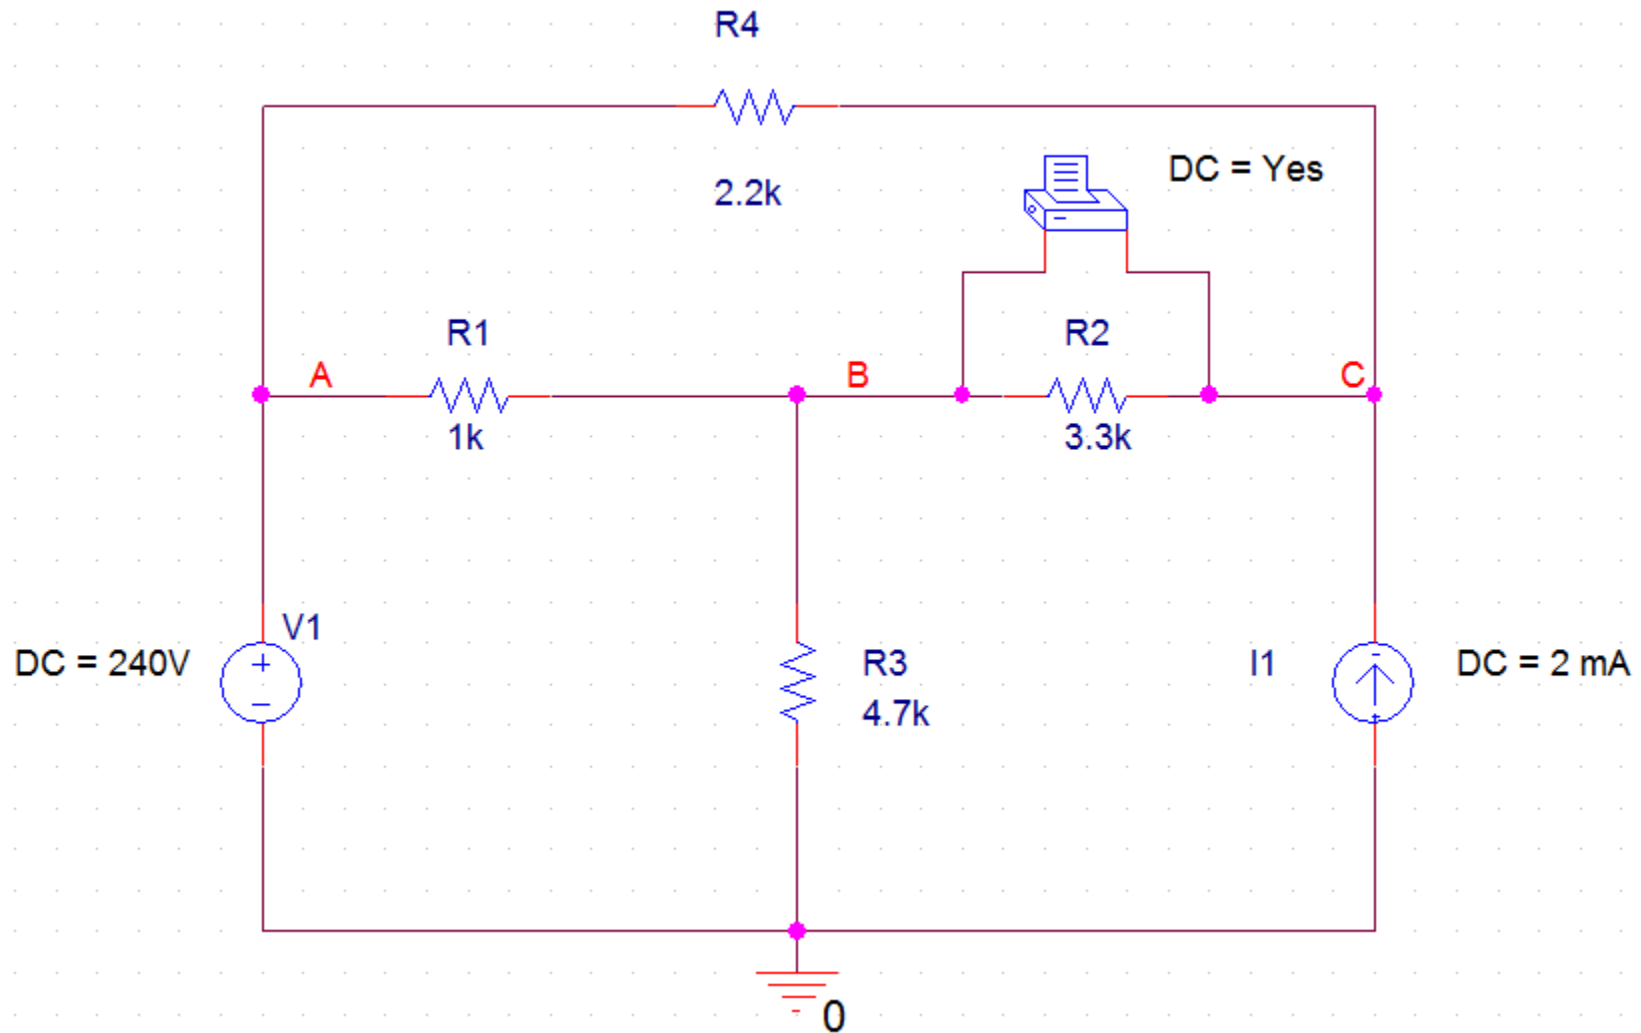 R4
2.2k
DC = Yes
A
R1
1k
B
R2
3.3k
C
V1
DC = 240V
R3
4.7k
I1
DC = 2 mA
0